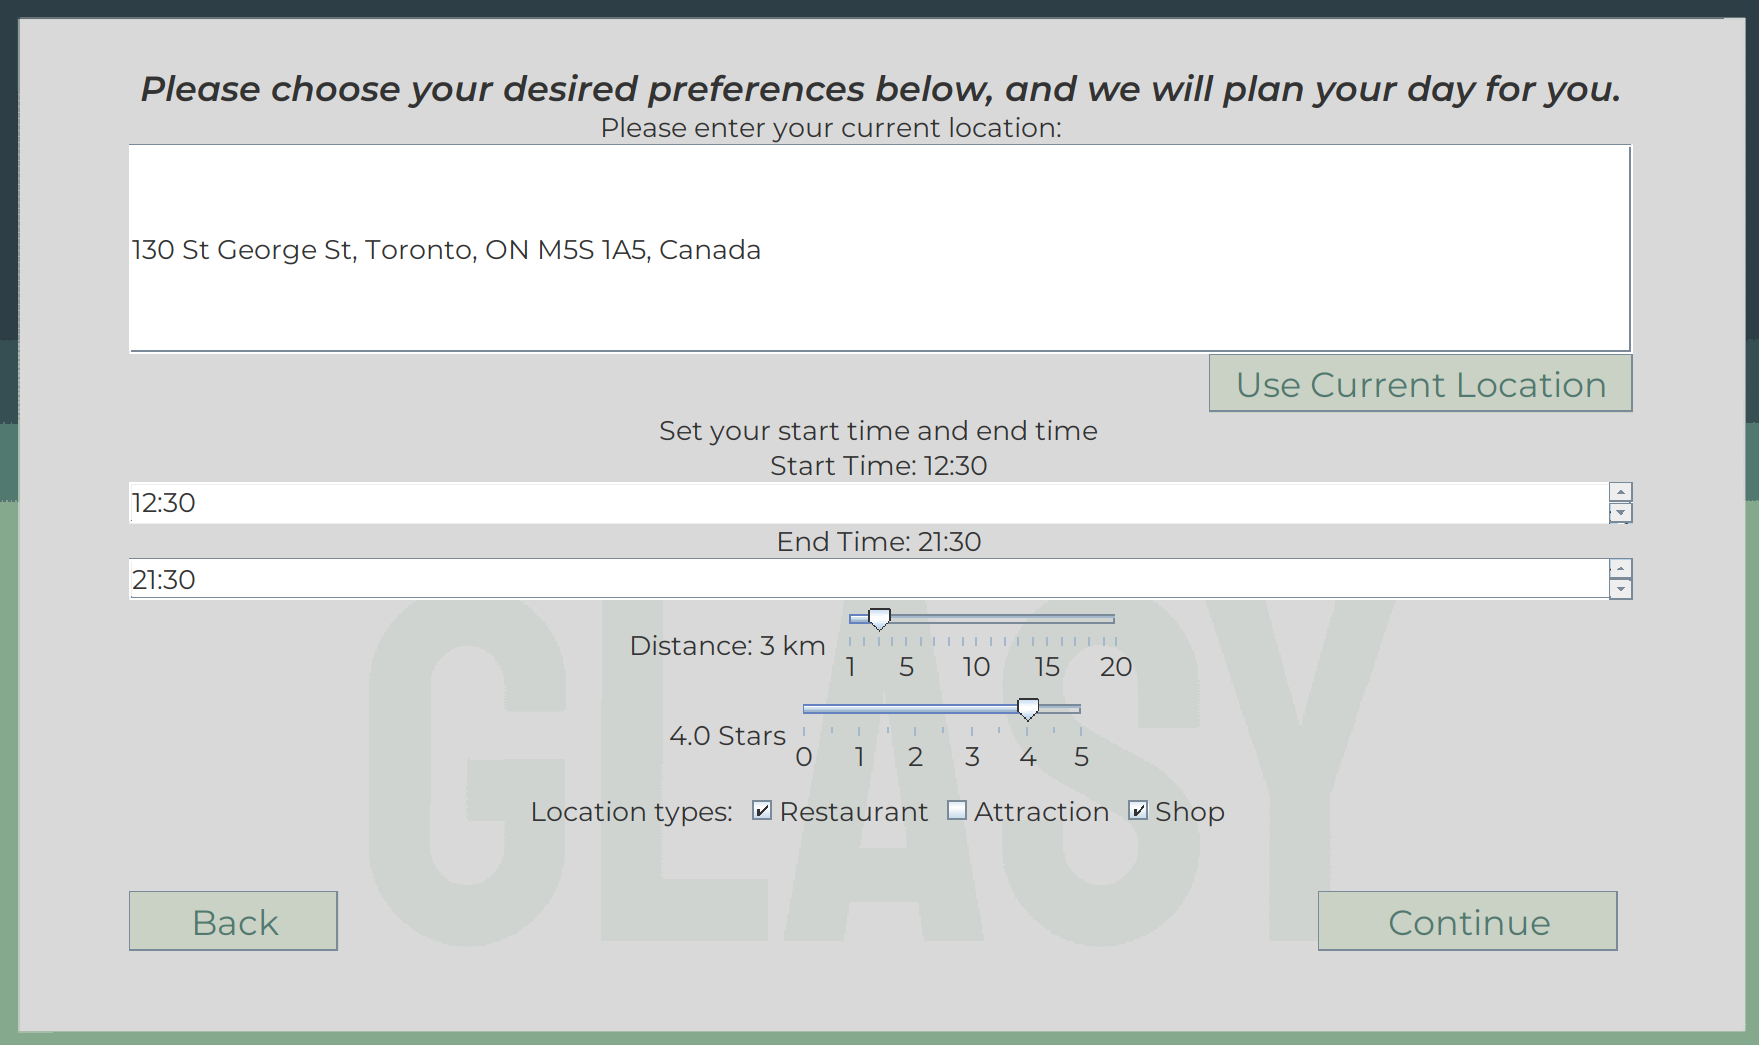 Please choose your desired preferences below, and we will plan your day for you.
Please enter your current location:
130 St George St, Toronto, ON M5S 1A5, Canada
Use Current Location
Set your start time and end time
Start Time: 12:30
12:30
End Time: 21:30
21:30
Distance: 3 km
1 5 10 15 20
4.0 Stars
0 1 2 3 4 5
Location types: Restaurant Attraction Shop
GLASY
Back Continue